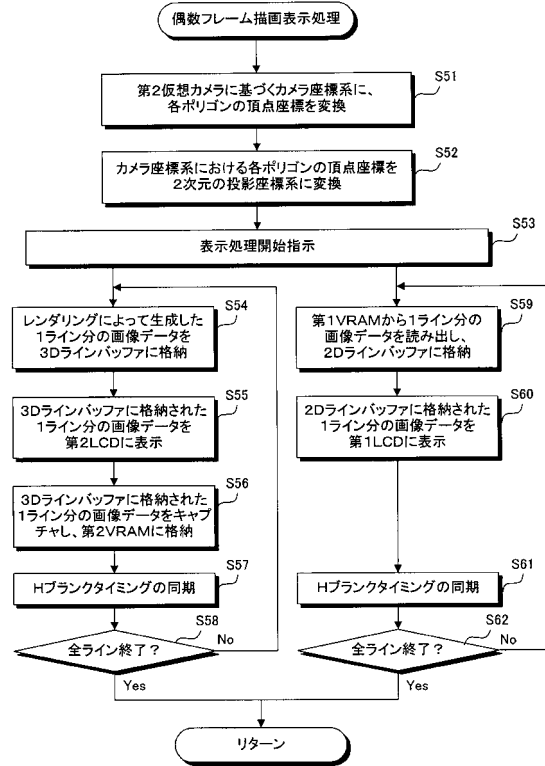 偶数フレーム描画表示処理
S51
第2仮想カメラに基づくカメラ座標系に、
各ポリゴンの頂点座標を変換
S52
カメラ座標系における各ポリゴンの頂点座標を
2次元の投影座標系に変換
S53
表示処理開始指示
S54
レンダリングによって生成した
1ライン分の画像データを
3Dラインバッファに格納
S55
3Dラインバッファに格納された
1ライン分の画像データを
第2LCDに表示
S56
3Dラインバッファに格納された
1ライン分の画像データをキャプ
チャし、第2VRAMに格納
S57
Hブランクタイミングの同期
S58
全ライン終了？
No
Yes
S59
第1VRAMから1ライン分の
画像データを読み出し、
2Dラインバッファに格納
S60
2Dラインバッファに格納された
1ライン分の画像データを
第1LCDに表示
S61
Hブランクタイミングの同期
S62
全ライン終了？
No
Yes
リターン